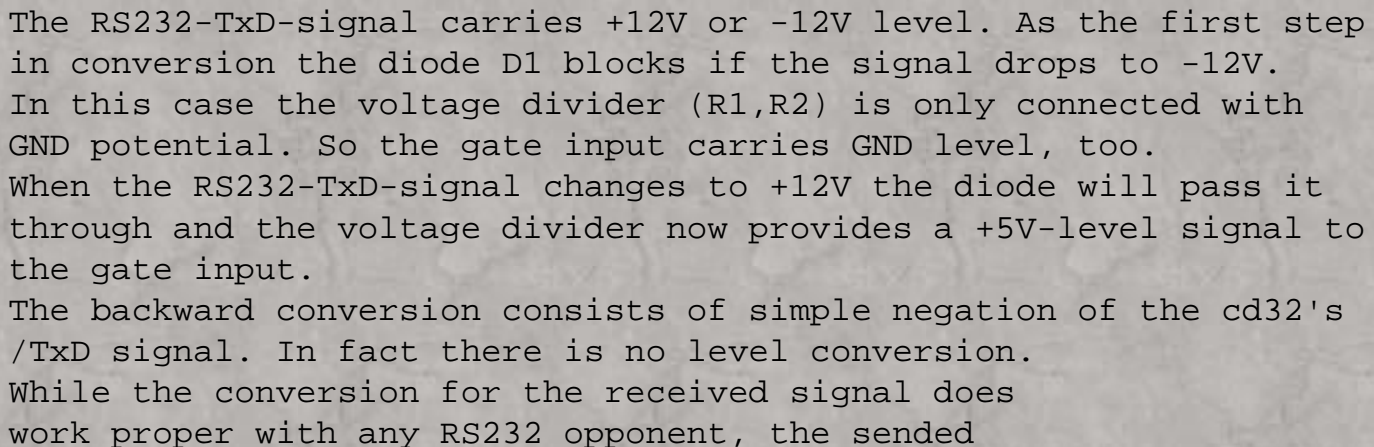 The RS232-TxD-signal carries +12V or -12V level. As the first step
in conversion the diode D1 blocks if the signal drops to -12V.
In this case the voltage divider (R1,R2) is only connected with
GND potential. So the gate input carries GND level, too.
When the RS232-TxD-signal changes to +12V the diode will pass it
through and the voltage divider now provides a +5V-level signal to
the gate input.
The backward conversion consists of simple negation of the cd32's
/TxD signal. In fact there is no level conversion.
While the conversion for the received signal does
work proper with any RS232 opponent, the sended